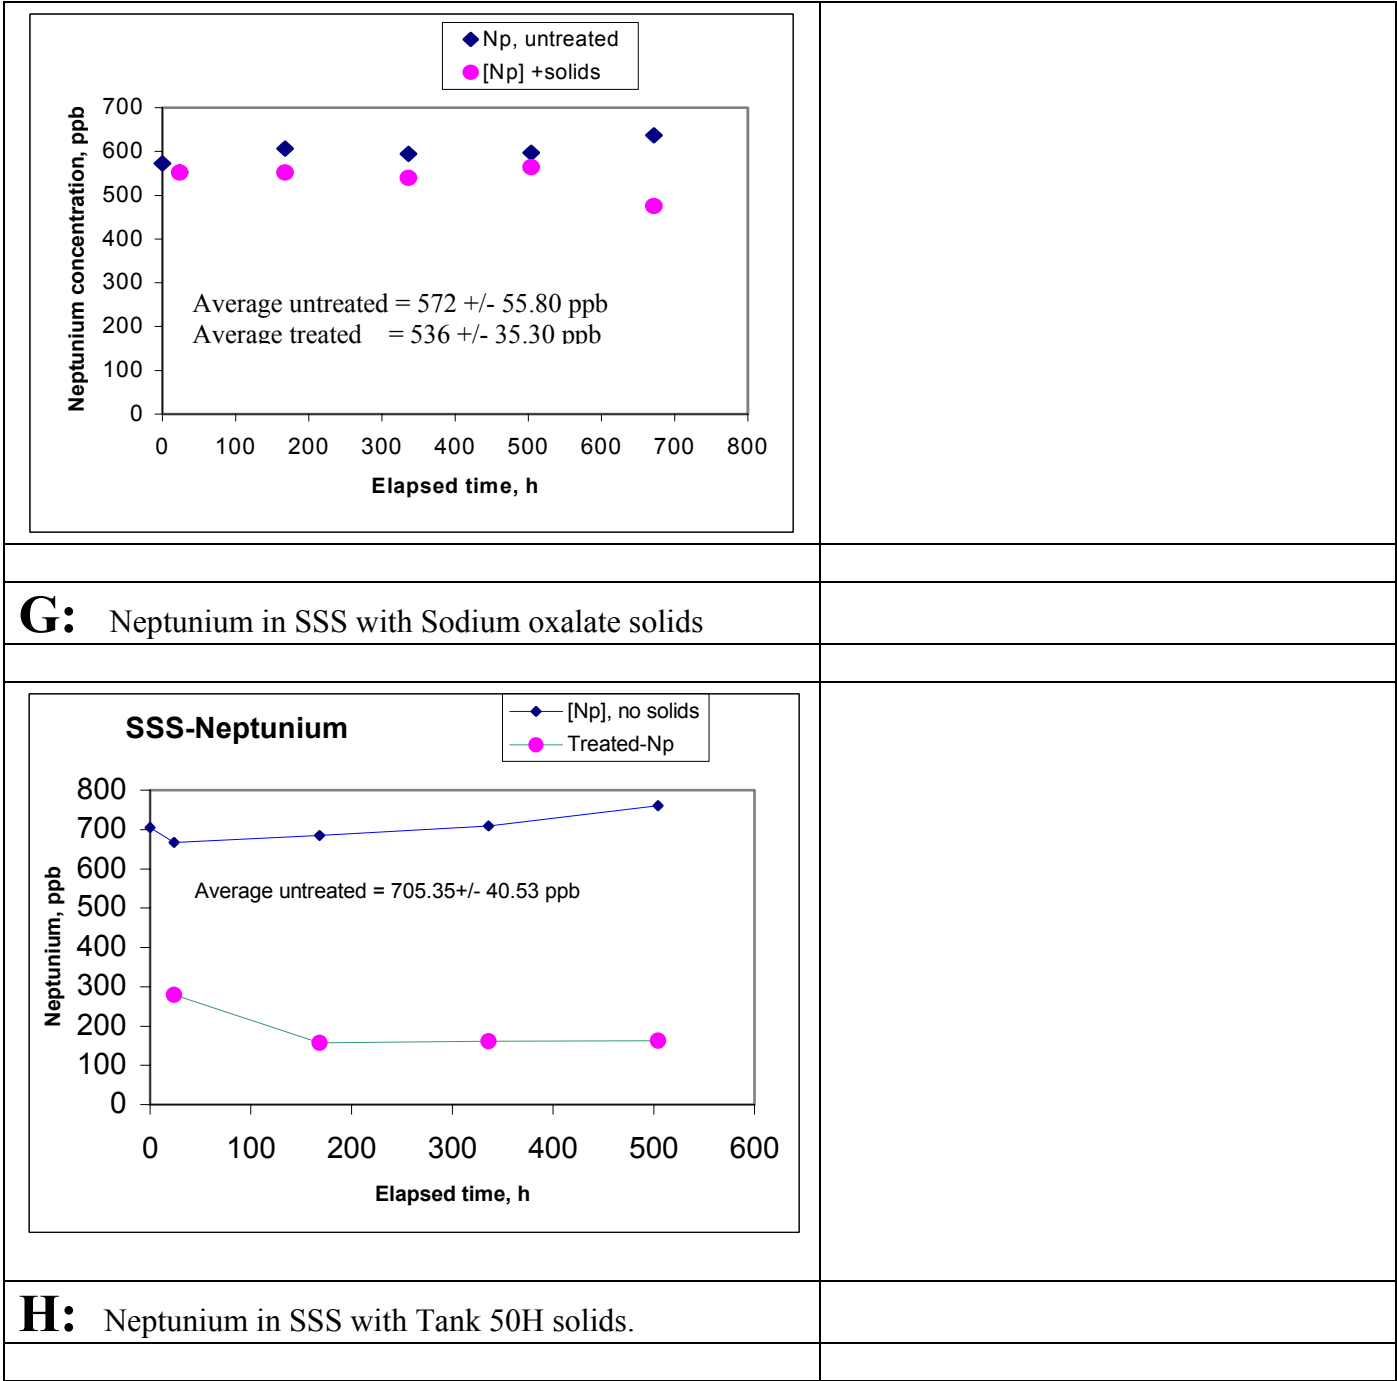 Np, untreated
[Np] +solids
700
600
500
400
300
200
100
0
Neptunium concentration, ppb
Average untreated = 572 +/- 55.80 ppb
Average treated = 536 +/- 35.30 ppb
0 100 200 300 400 500 600 700 800
Elapsed time, h
G: Neptunium in SSS with Sodium oxalate solids
SSS-Neptunium
[Np], no solids
Treated-Np
800
700
600
500
400
300
200
100
0
Neptunium, ppb
Average untreated = 705.35+/- 40.53 ppb
0 100 200 300 400 500 600
Elapsed time, h
H: Neptunium in SSS with Tank 50H solids.